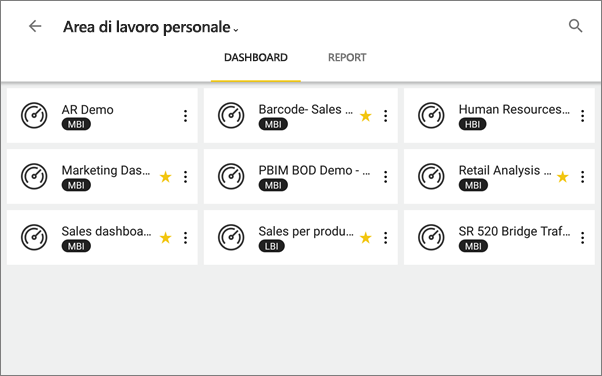 Area di lavoro personale
DASHBOARD REPORT
AR Demo
MBI
Barcode- Sales ...
MBI
Human Resources...
HBI
Marketing Das...
MBI
PBIM BOD Demo - ...
MBI
Retail Analysis ...
MBI
Sales dashboa...
MBI
Sales per produ...
LBI
SR 520 Bridge Traf...
MBI